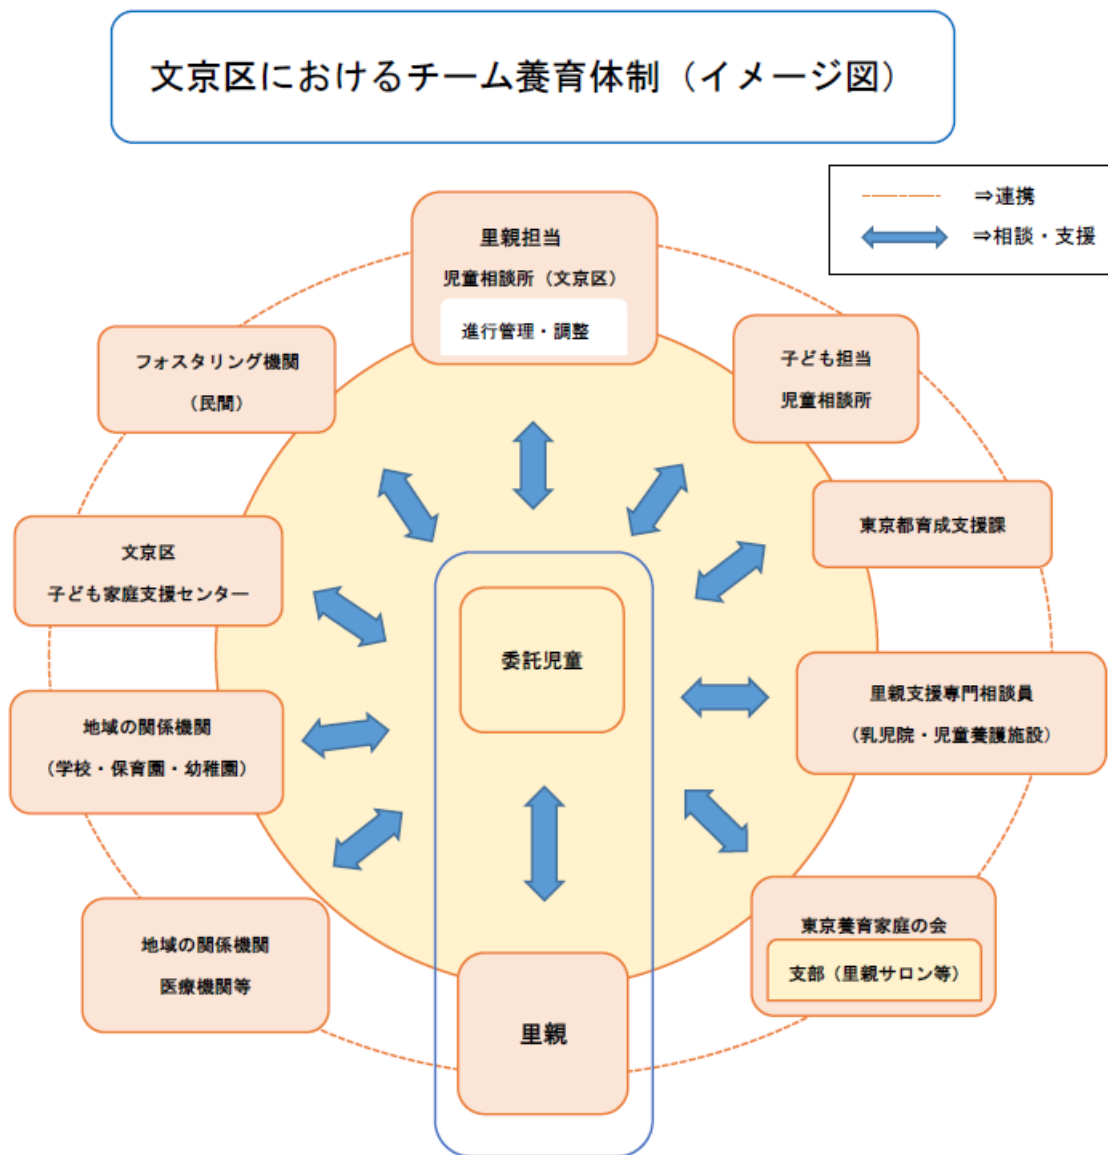 文京区におけるチーム養育体制（イメージ図）
⇒連携
⇒相談・支援
里親担当
児童相談所（文京区）
進行管理・調整
フォスタリング機関
（民間）
子ども担当
児童相談所
東京都育成支援課
文京区
子ども家庭支援センター
委託児童
里親支援専門相談員
（乳児院・児童養護施設）
地域の関係機関
（学校・保育園・幼稚園）
東京養育家庭の会
支部（里親サロン等）
地域の関係機関
医療機関等
里親